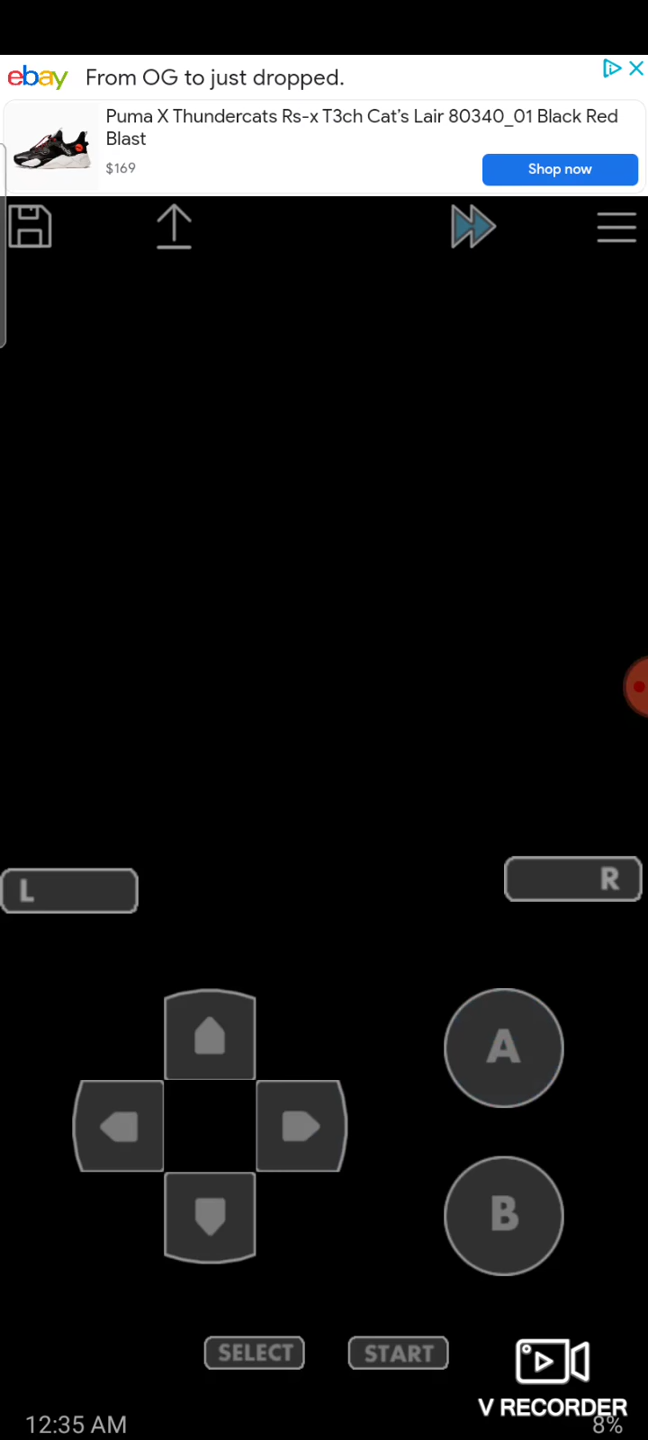 ebay From OG to just dropped.
Puma X Thundercats Rs-x T3ch Cat's Lair 80340_01 Black Red
Blast
$169
Shop now
L
R
A
B
SELECT
START
V RECORDER
12:35 AM
8%